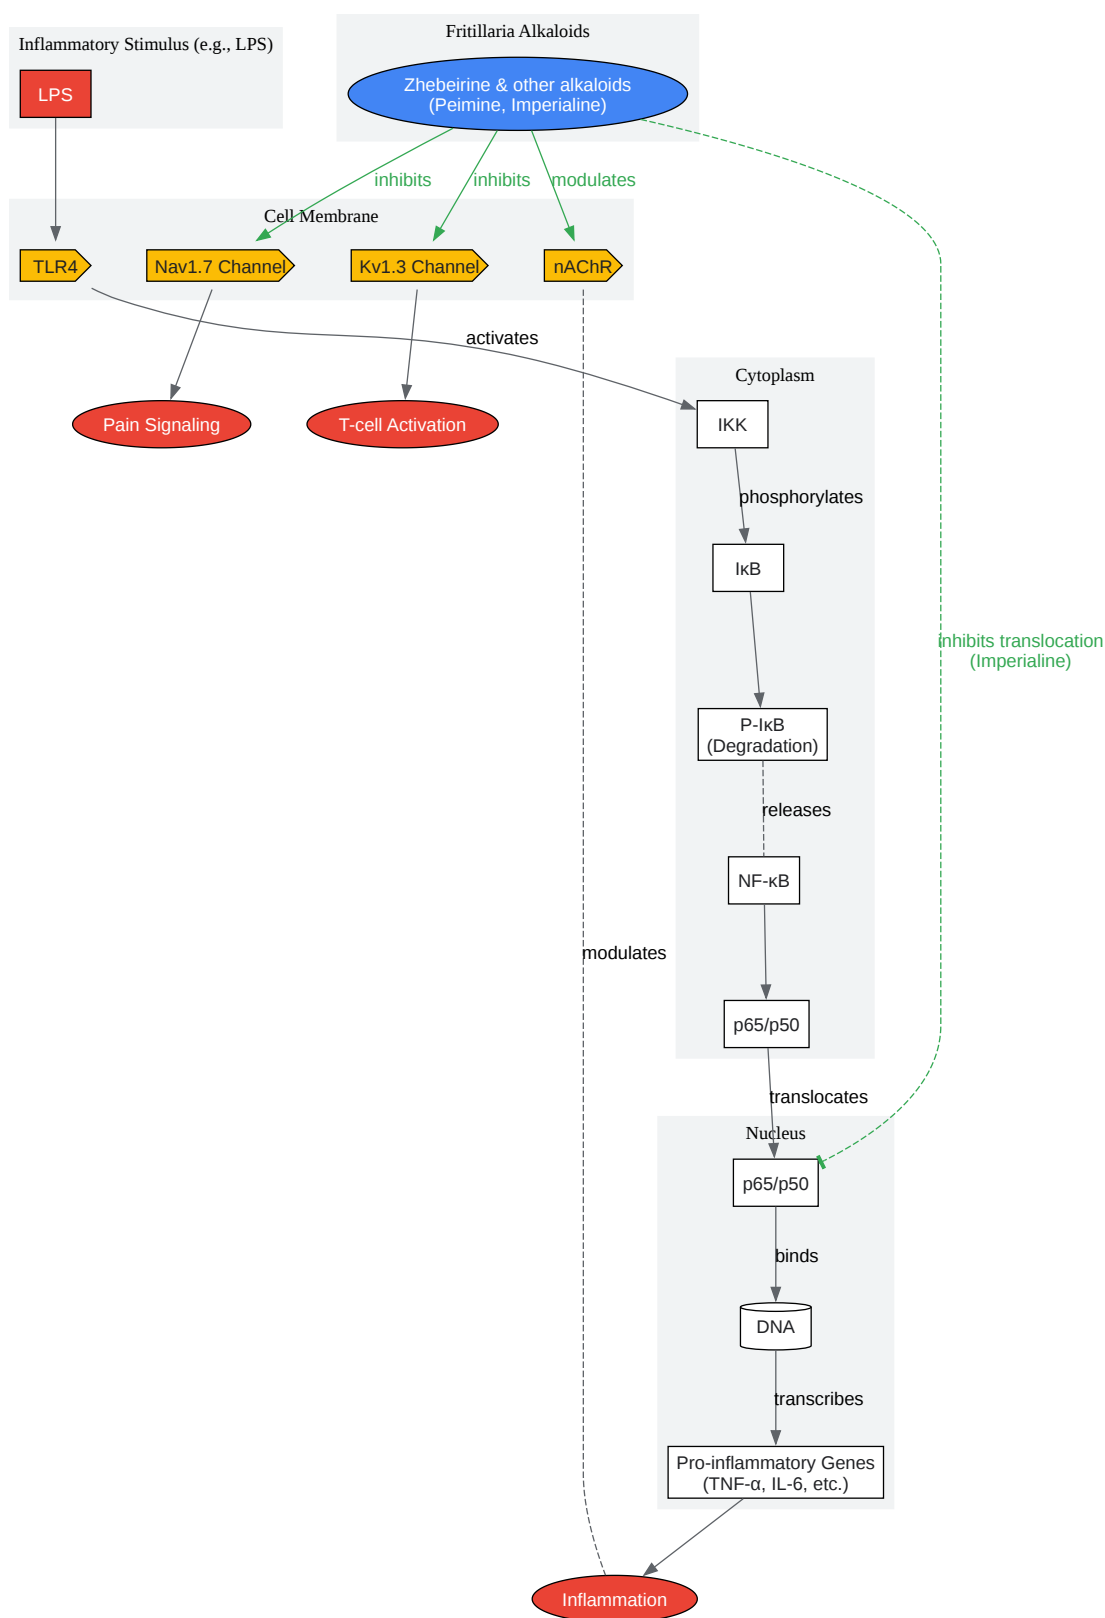 Fritillaria Alkaloids
Inflammatory Stimulus (e.g., LPS)
LPS
Zhebeirine & other alkaloids
(Peimine, Imperialine)
inhibits
inhibits
modulates
Cell Membrane
TLR4
Nav1.7 Channel
Kv1.3 Channel
nAChR
activates
Cytoplasm
Pain Signaling
T-cell Activation
IKK
phosphorylates
IκB
inhibits translocation
(Imperialine)
P-IκB
(Degradation)
releases
NF-κB
modulates
p65/p50
translocates
Nucleus
p65/p50
binds
DNA
transcribes
Pro-inflammatory Genes
(TNF-α, IL-6, etc.)
Inflammation